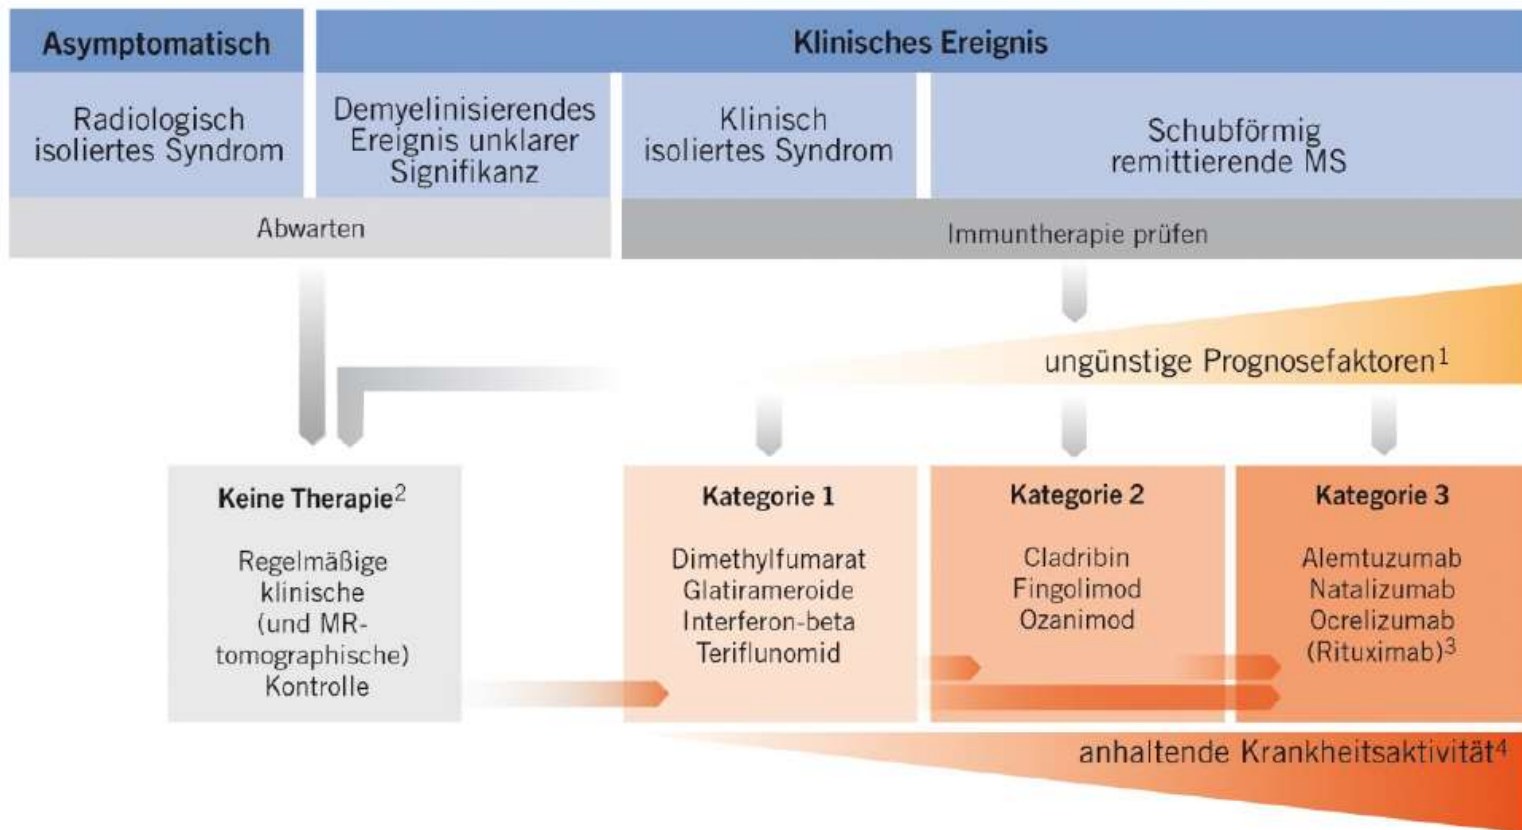 Asymptomatisch
Klinisches Ereignis
Radiologisch
isoliertes Syndrom
Demyelinisierendes
Ereignis unklarer
Signifikanz
Klinisch
isoliertes Syndrom
Schubförmig
remittierende MS
Abwarten
Immuntherapie prüfen
ungünstige Prognosefaktoren1
Keine Therapie2
Regelmäßige
klinische
(und MR-
tomographische)
Kontrolle
Kategorie 1
Dimethylfumarat
Glatirameroide
Interferon-beta
Teriflunomid
Kategorie 2
Cladribin
Fingolimod
Ozanimod
Kategorie 3
Alemtuzumab
Natalizumab
Ocrelizumab
(Rituximab)3
anhaltende Krankheitsaktivität4